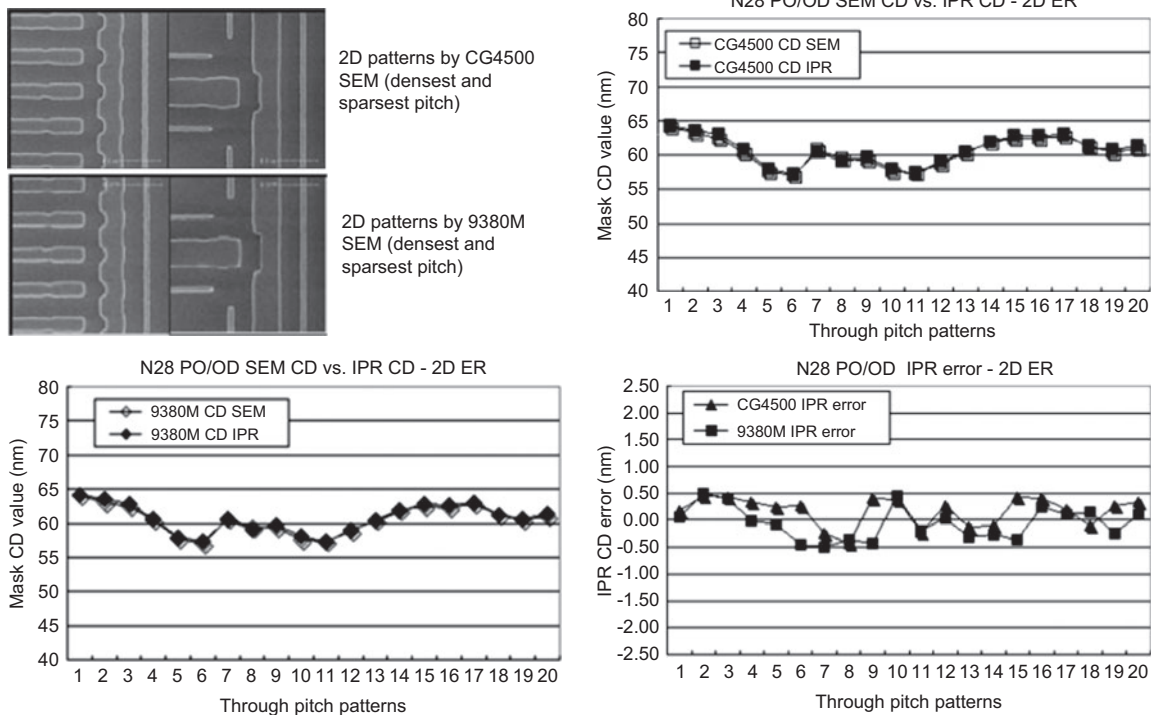 2D patterns by CG4500
SEM (densest and
sparsest pitch)
2D patterns by 9380M
SEM (densest and
sparsest pitch)
N28 PO/OD SEM CD vs. IPR CD - 2D ER
CG4500 CD SEM
CG4500 CD IPR
Mask CD value (nm)
80
75
70
65
60
55
50
45
40
1 2 3 4 5 6 7 8 9 10 11 12 13 14 15 16 17 18 19 20
Through pitch patterns
N28 PO/OD SEM CD vs. IPR CD - 2D ER
9380M CD SEM
9380M CD IPR
Mask CD value (nm)
80
75
70
65
60
55
50
45
40
1 2 3 4 5 6 7 8 9 10 11 12 13 14 15 16 17 18 19 20
Through pitch patterns
N28 PO/OD IPR error - 2D ER
CG4500 IPR error
9380M IPR error
IPR CD error (nm)
2.50
2.00
1.50
1.00
0.50
0.00
-0.50
-1.00
-1.50
-2.00
-2.50
1 2 3 4 5 6 7 8 9 10 11 12 13 14 15 16 17 18 19 20
Through pitch patterns